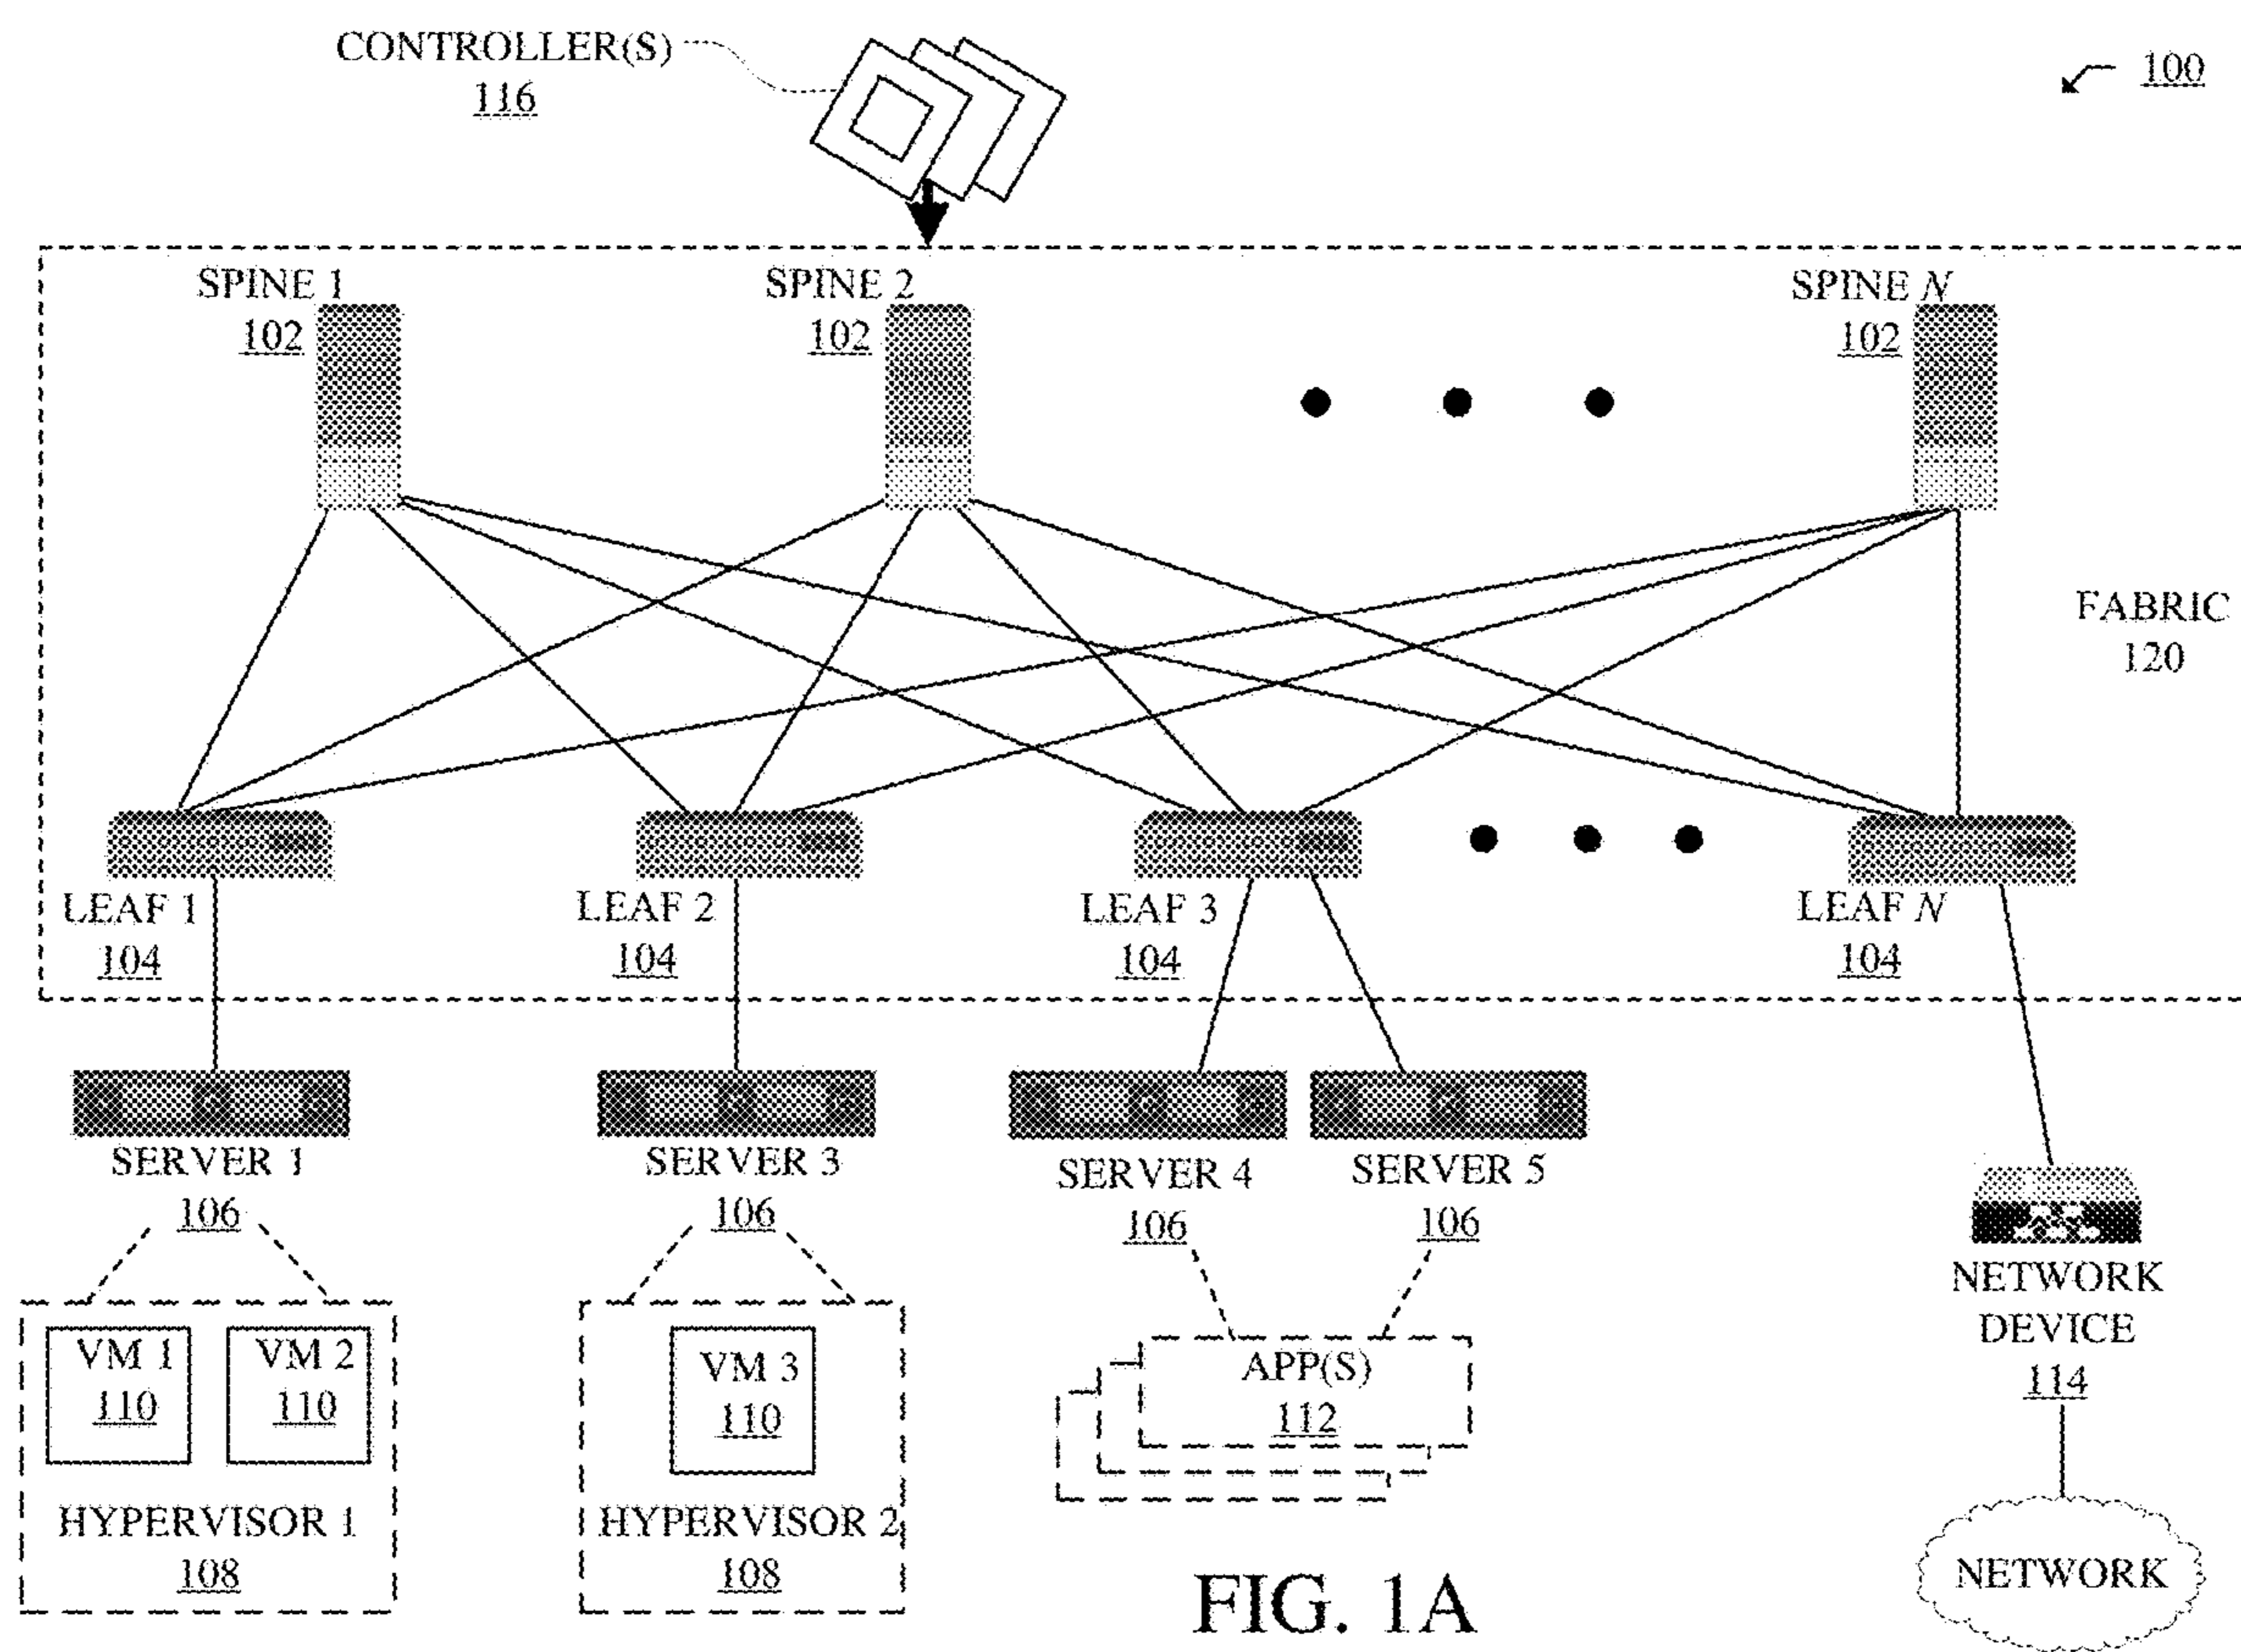 CONTROLLER(S)
116
100
SPINE 1
102
SPINE 2
102
SPINE N
102
FABRIC
120
LEAF 1
104
LEAF 2
104
LEAF 3
104
LEAF N
104
SERVER 1
106
SERVER 3
106
SERVER 4
106
SERVER 5
106
VM 1
110
VM 2
110
HYPERVISOR 1
108
VM 3
110
HYPERVISOR 2
108
APP(S)
112
NETWORK
DEVICE
114
NETWORK
FIG. 1A